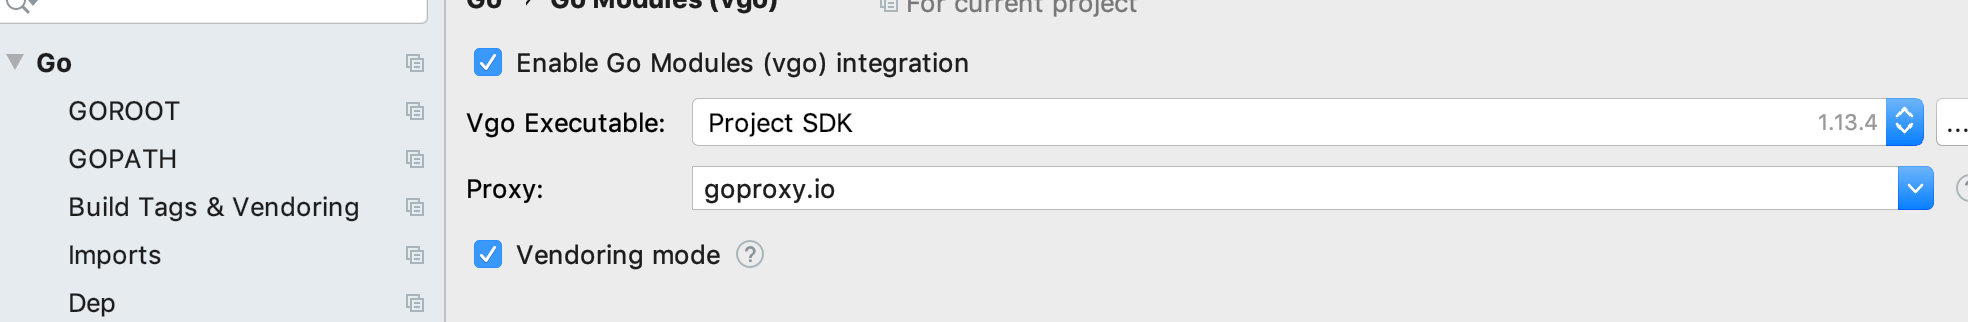 Go › Go Modules (vgo) For current project
Go
GOROOT
GOPATH
Build Tags & Vendoring
Imports
Dep
Enable Go Modules (vgo) integration
Vgo Executable: Project SDK 1.13.4 ...
Proxy: goproxy.io ?
Vendoring mode ?